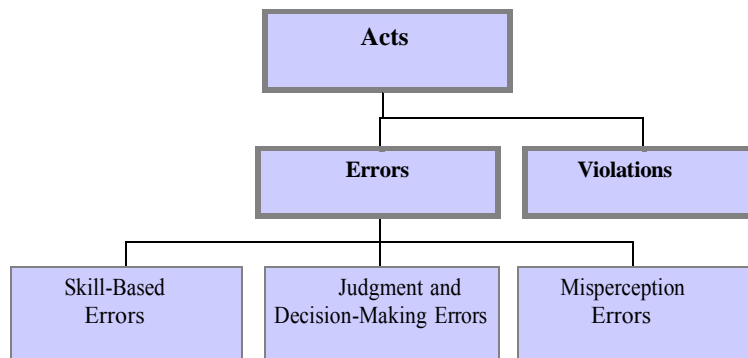 Acts
Errors
Violations
Skill-Based
Errors
Judgment and
Decision-Making Errors
Misperception
Errors